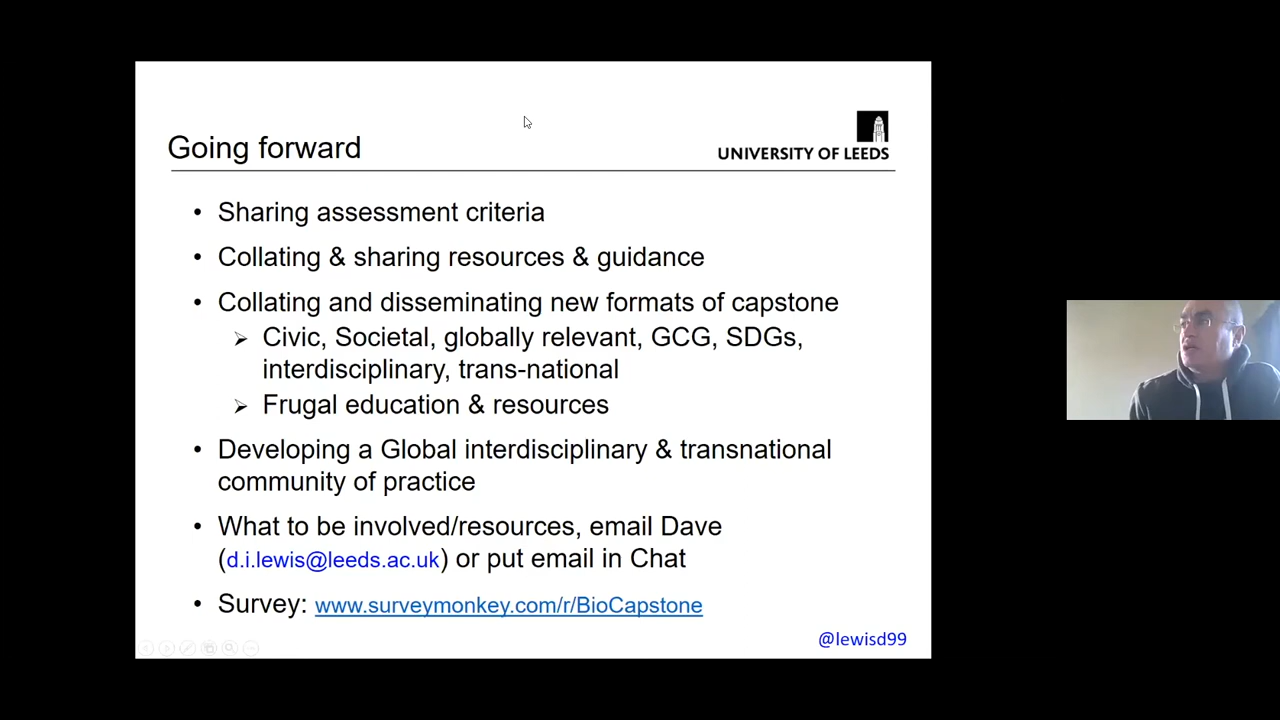 Going forward
UNIVERSITY OF LEEDS
• Sharing assessment criteria
• Collating & sharing resources & guidance
• Collating and disseminating new formats of capstone
➢ Civic, Societal, globally relevant, GCG, SDGs,
interdisciplinary, trans-national
➢ Frugal education & resources
• Developing a Global interdisciplinary & transnational
community of practice
• What to be involved/resources, email Dave
(d.i.lewis@leeds.ac.uk) or put email in Chat
• Survey: www.surveymonkey.com/r/BioCapstone
@lewisd99